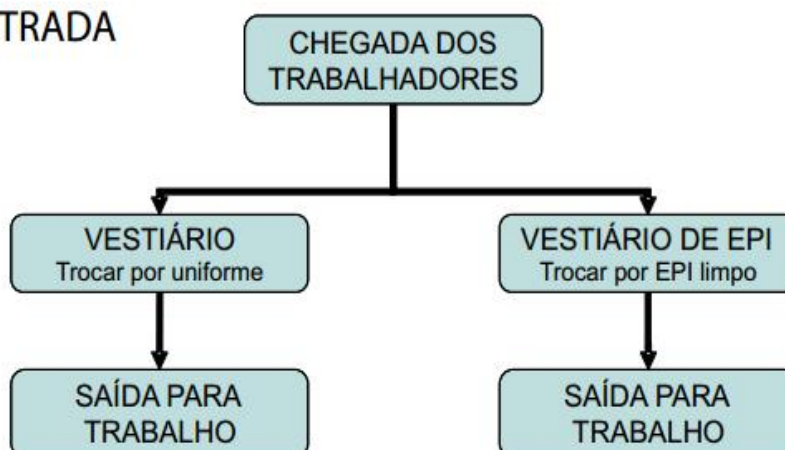 TRADA
CHEGADA DOS
TRABALHADORES
VESTIÁRIO
Trocar por uniforme
VESTIÁRIO DE EPI
Trocar por EPI limpo
SAÍDA PARA
TRABALHO
SAÍDA PARA
TRABALHO